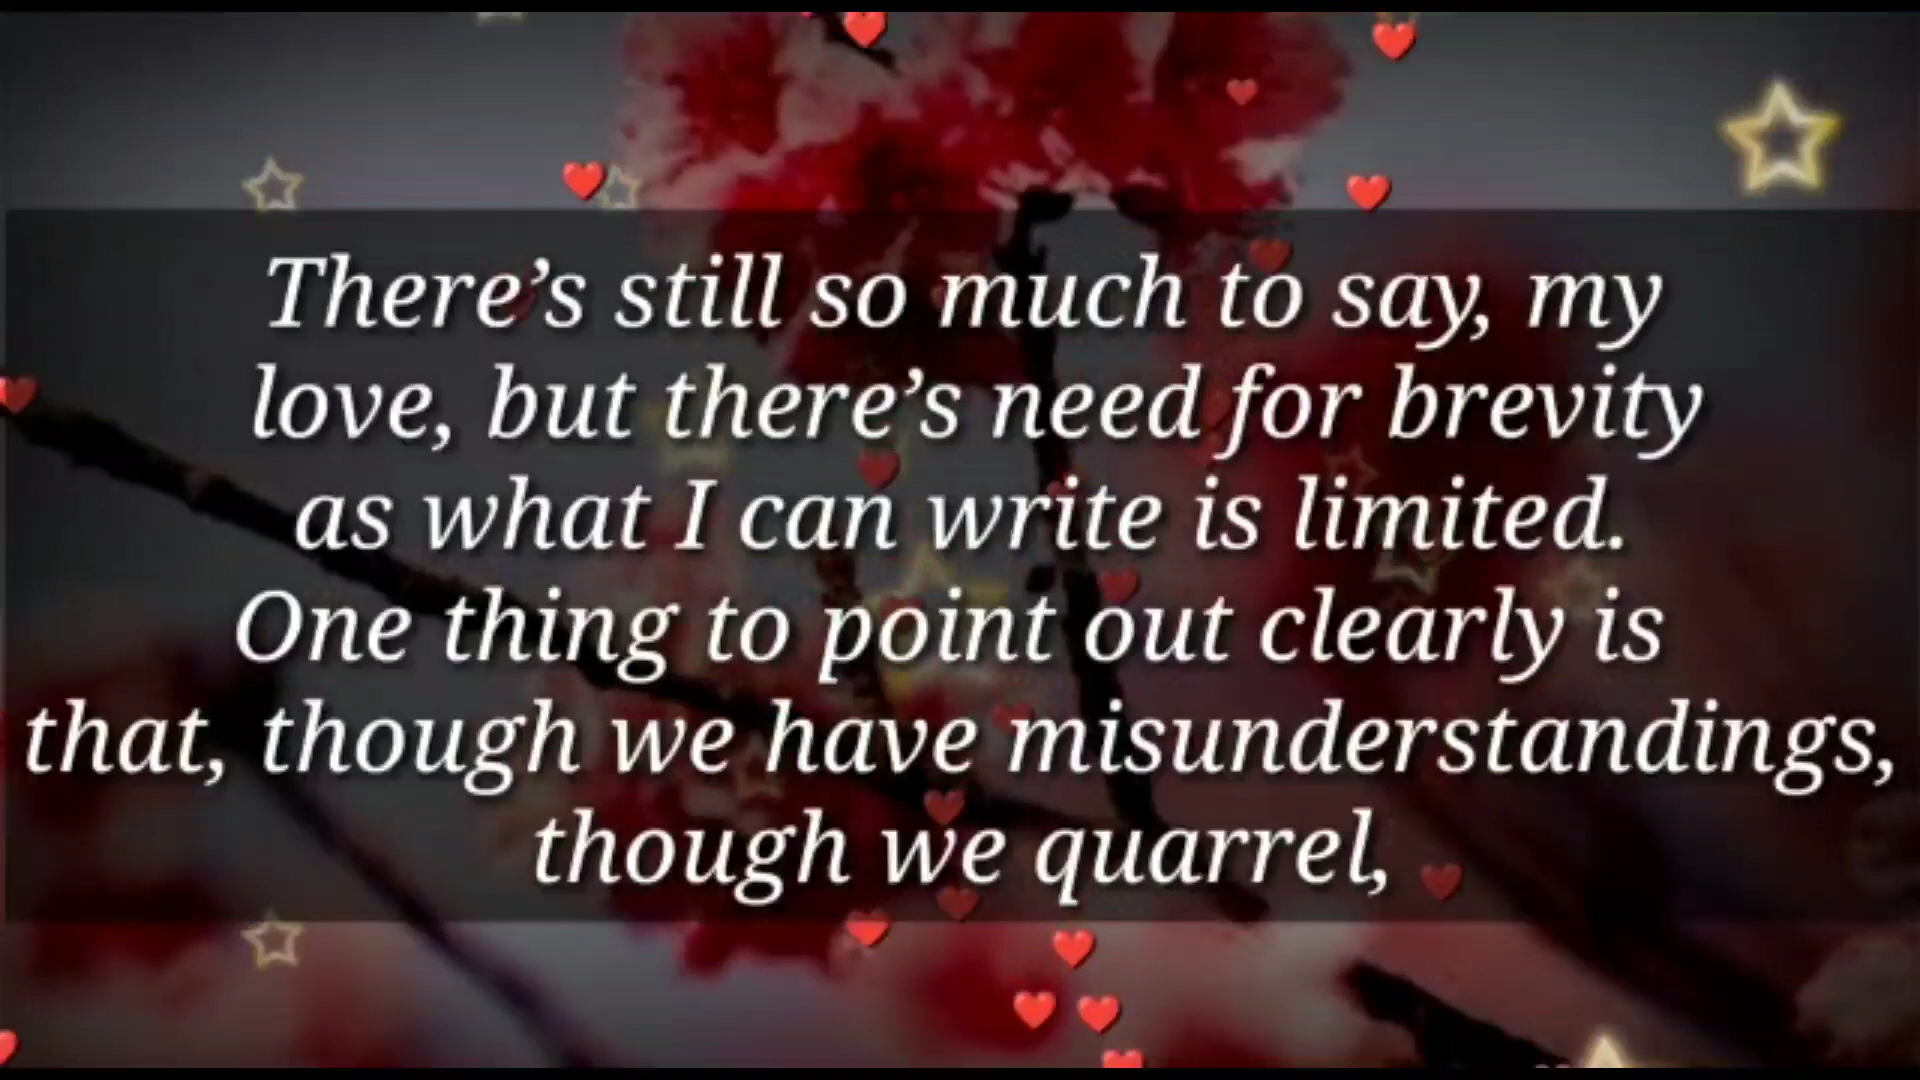 There’s still so much to say, my
love, but there’s need for brevity
as what I can write is limited.
One thing to point out clearly is
that, though we have misunderstandings,
though we quarrel,